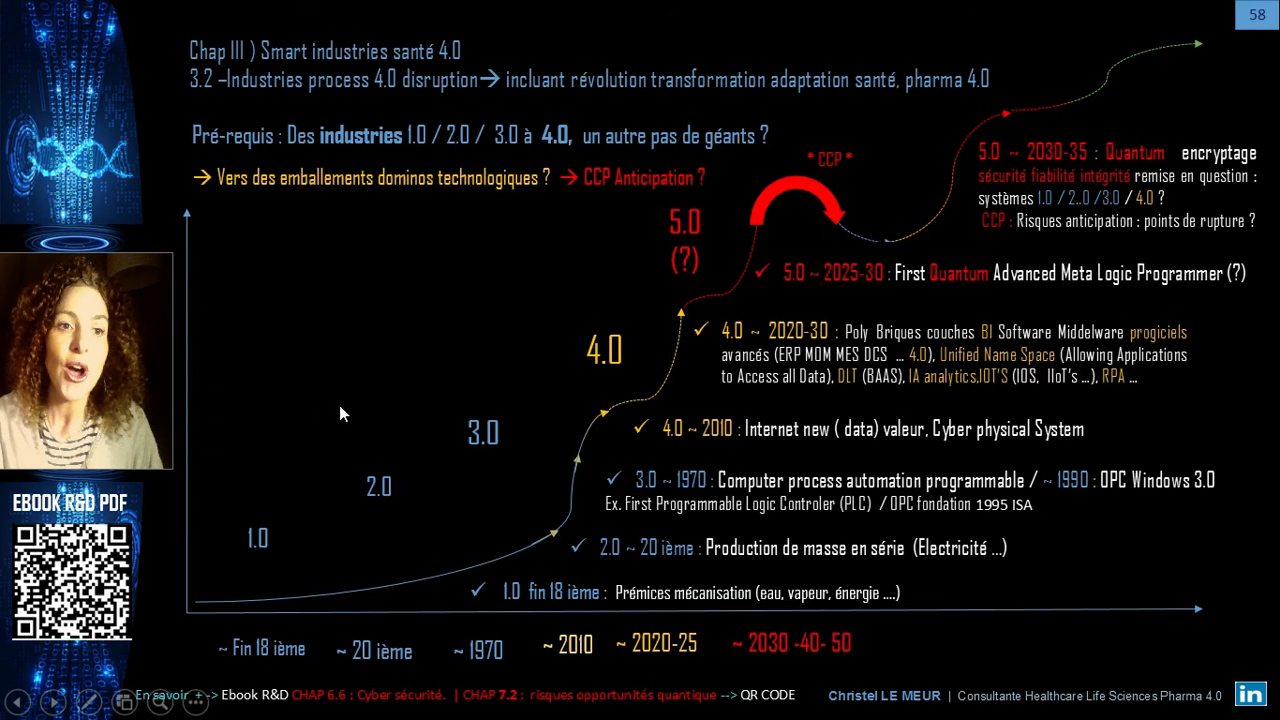 58
Chap III ) Smart industries santé 4.0
3.2 –Industries process 4.0 disruption→ incluant révolution transformation adaptation santé, pharma 4.0
Pré-requis : Des industries 1.0 / 2.0 / 3.0 à 4.0, un autre pas de géants ?
→ Vers des emballements dominos technologiques ? → CCP Anticipation ?
* CCP *
5.0 ~ 2030-35 : Quantum encryptage
sécurité fiabilité intégrité remise en question :
systèmes 1.0 / 2..0 /3.0 / 4.0 ?
CCP : Risques anticipation : points de rupture ?
5.0
(?)
✓ 5.0 ~ 2025-30 : First Quantum Advanced Meta Logic Programmer (?)
4.0
✓ 4.0 ~ 2020-30 : Poly Briques couches BI Software Middelware progiciels
avancés (ERP MOM MES DCS ... 4.0), Unified Name Space (Allowing Applications
to Access all Data), DLT (BAAS), IA analytics,IOT'S (IOS, IIoT's ...), RPA ...
3.0
✓ 4.0 ~ 2010 : Internet new ( data) valeur, Cyber physical System
2.0
✓ 3.0 ~ 1970 : Computer process automation programmable / ~ 1990 : OPC Windows 3.0
Ex. First Programmable Logic Controler (PLC) / OPC fondation 1995 ISA
1.0
✓ 2.0 ~ 20 ième : Production de masse en série (Electricité ...)
✓ 1.0 fin 18 ième : Prémices mécanisation (eau, vapeur, énergie ....)
EBOOK R&D PDF
~ Fin 18 ième ~ 20 ième ~ 1970 ~ 2010 ~ 2020-25 ~ 2030 -40- 50
En savoir + -> Ebook R&D CHAP 6.6 : Cyber sécurité. | CHAP 7.2 : risques opportunités quantique --> QR CODE
Christel LE MEUR | Consultante Healthcare Life Sciences Pharma 4.0
in